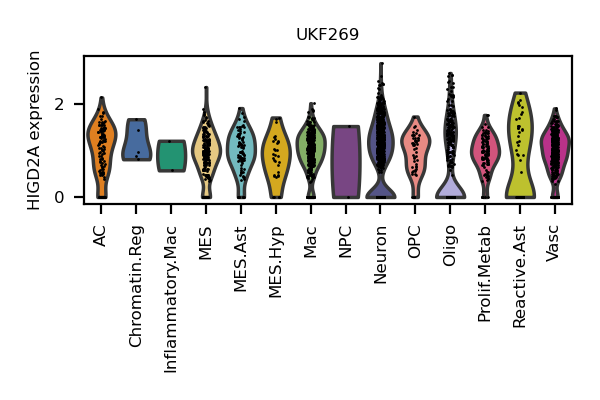 UKF269
HIGD2A expression
2
0
AC
Chromatin.Reg
Inflammatory.Mac
MES
MES.Ast
MES.Hyp
Mac
NPC
Neuron
OPC
Oligo
Prolif.Metab
Reactive.Ast
Vasc